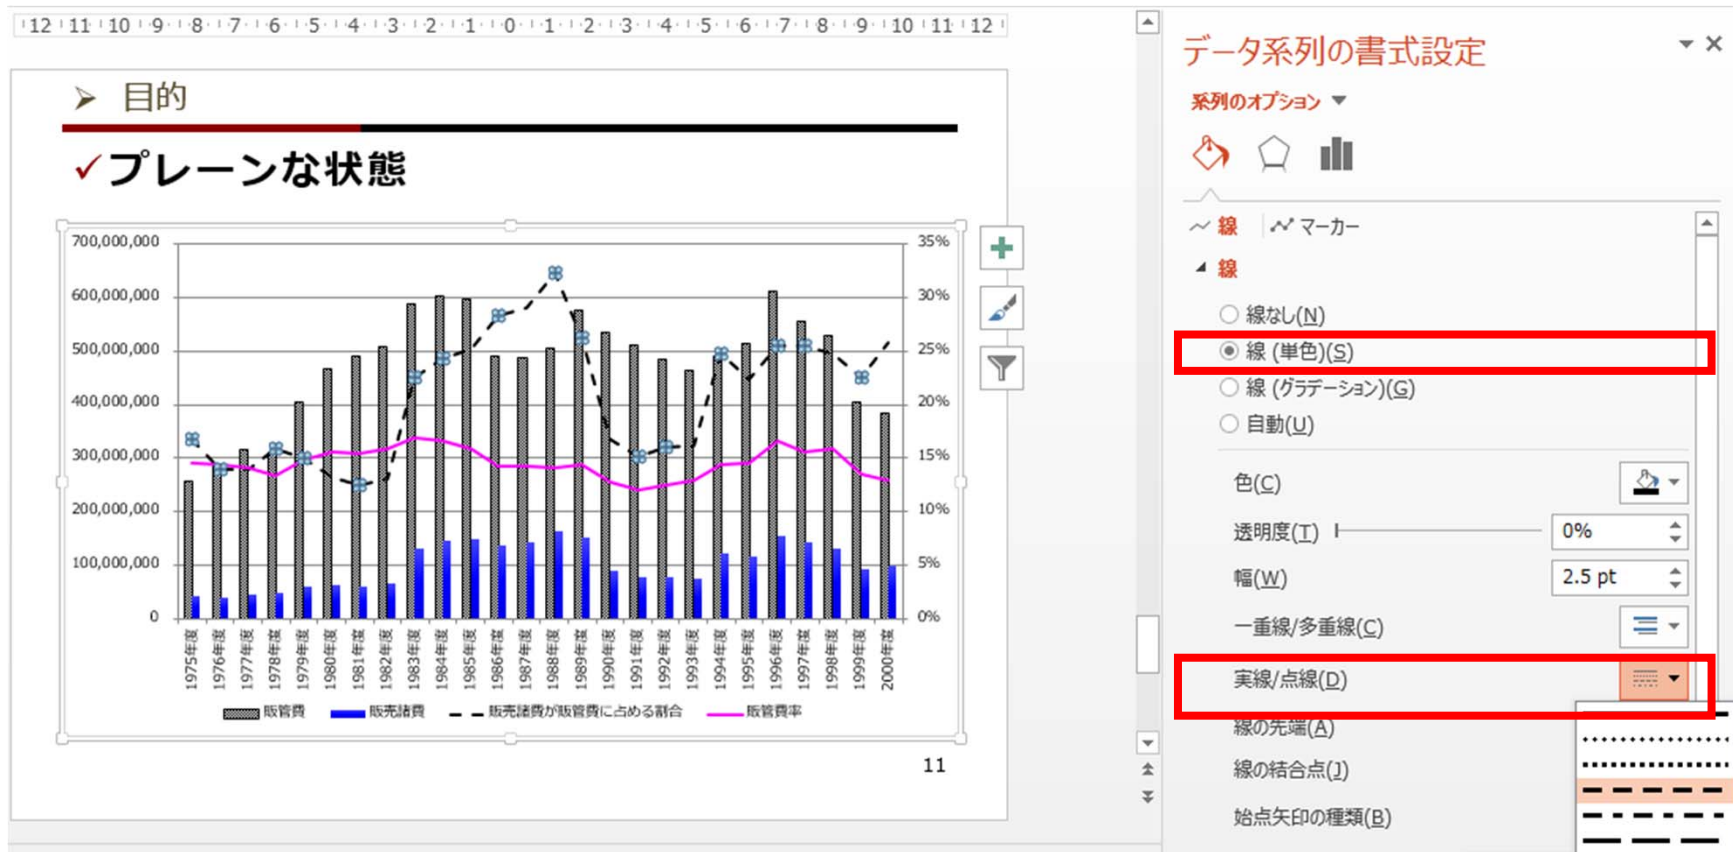 12 11 10 9 8 7 6 5 4 3 2 1 0 1 2 3 4 5 6 7 8 9 10 11 12
➢ 目的
✓プレーンな状態
700,000,000
600,000,000
500,000,000
400,000,000
300,000,000
200,000,000
100,000,000
0
35%
30%
25%
20%
15%
10%
5%
0%
1975年度
1976年度
1977年度
1978年度
1979年度
1980年度
1981年度
1982年度
1983年度
1984年度
1985年度
1986年度
1987年度
1988年度
1989年度
1990年度
1991年度
1992年度
1993年度
1994年度
1995年度
1996年度
1997年度
1998年度
1999年度
2000年度
販管費 販売諸費 販売諸費が販管費に占める割合 販管費率
11
データ系列の書式設定
系列のオプション
線 マーカー
線
線なし(N)
線 (単色)(S)
線 (グラデーション)(G)
自動(U)
色(C)
透明度(T) 0%
幅(W) 2.5 pt
一重線/多重線(C)
実線/点線(D)
線の先端(A)
線の結合点(J)
始点矢印の種類(B)